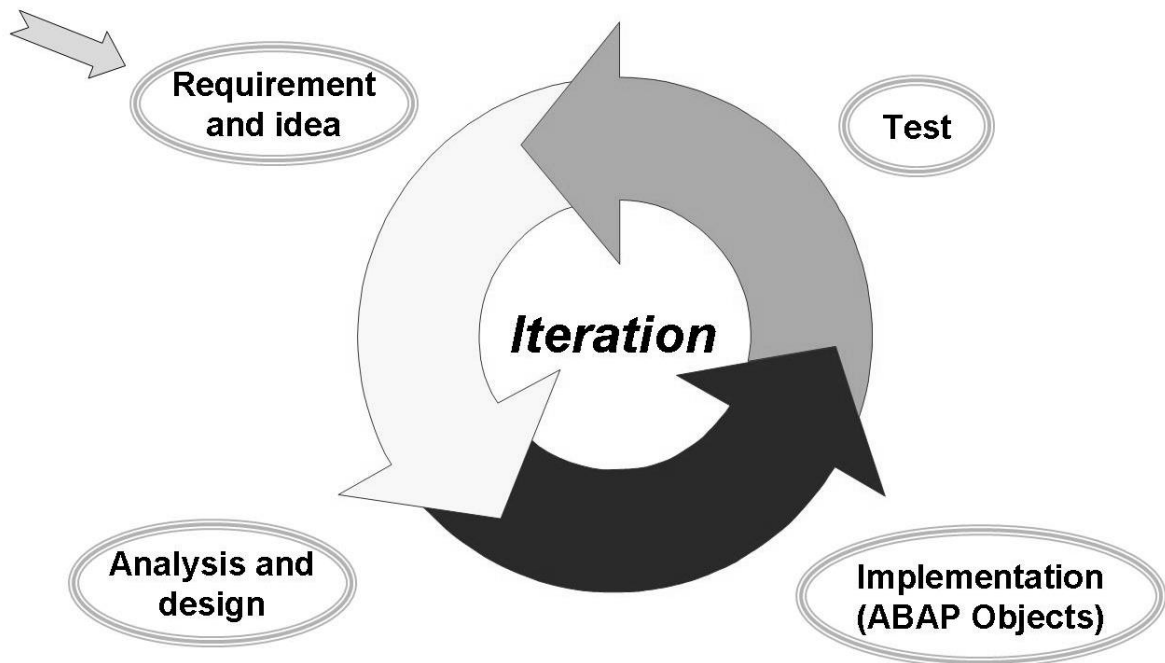 Requirement
and idea
Test
Iteration
Analysis and
design
Implementation
(ABAP Objects)